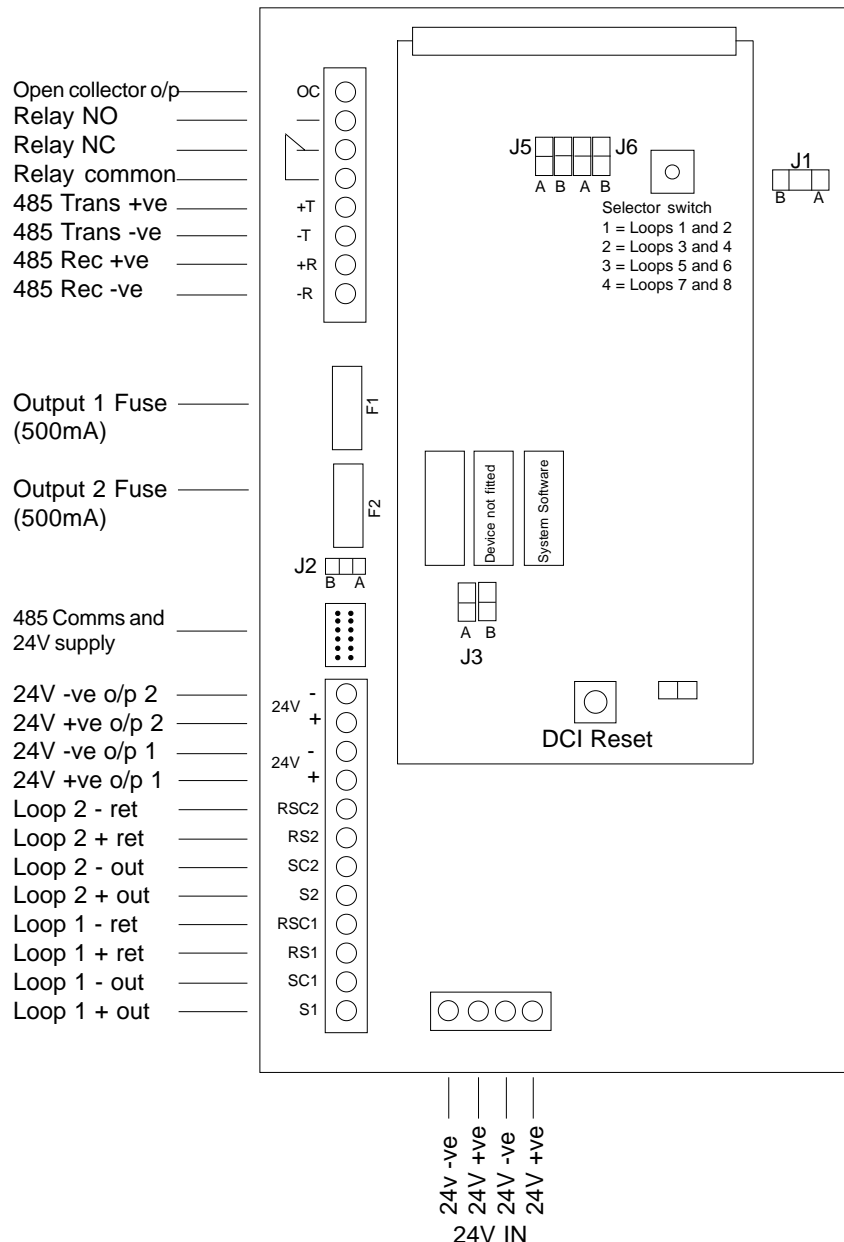 Open collector o/p
Relay NO
Relay NC
Relay common
485 Trans +ve
485 Trans -ve
485 Rec +ve
485 Rec -ve
OC
+T
-T
+R
-R
J5
J6
A B A B
Selector switch
1 = Loops 1 and 2
2 = Loops 3 and 4
3 = Loops 5 and 6
4 = Loops 7 and 8
J1
B A
Output 1 Fuse
(500mA)
F1
Output 2 Fuse
(500mA)
F2
Device not fitted
System Software
J2
B A
485 Comms and
24V supply
A B
J3
DCI Reset
24V -ve o/p 2
24V +ve o/p 2
24V -ve o/p 1
24V +ve o/p 1
Loop 2 - ret
Loop 2 + ret
Loop 2 - out
Loop 2 + out
Loop 1 - ret
Loop 1 + ret
Loop 1 - out
Loop 1 + out
-
24V
+
-
24V
+
RSC2
RS2
SC2
S2
RSC1
RS1
SC1
S1
24v -ve
24V +ve
24V -ve
24V +ve
24V IN